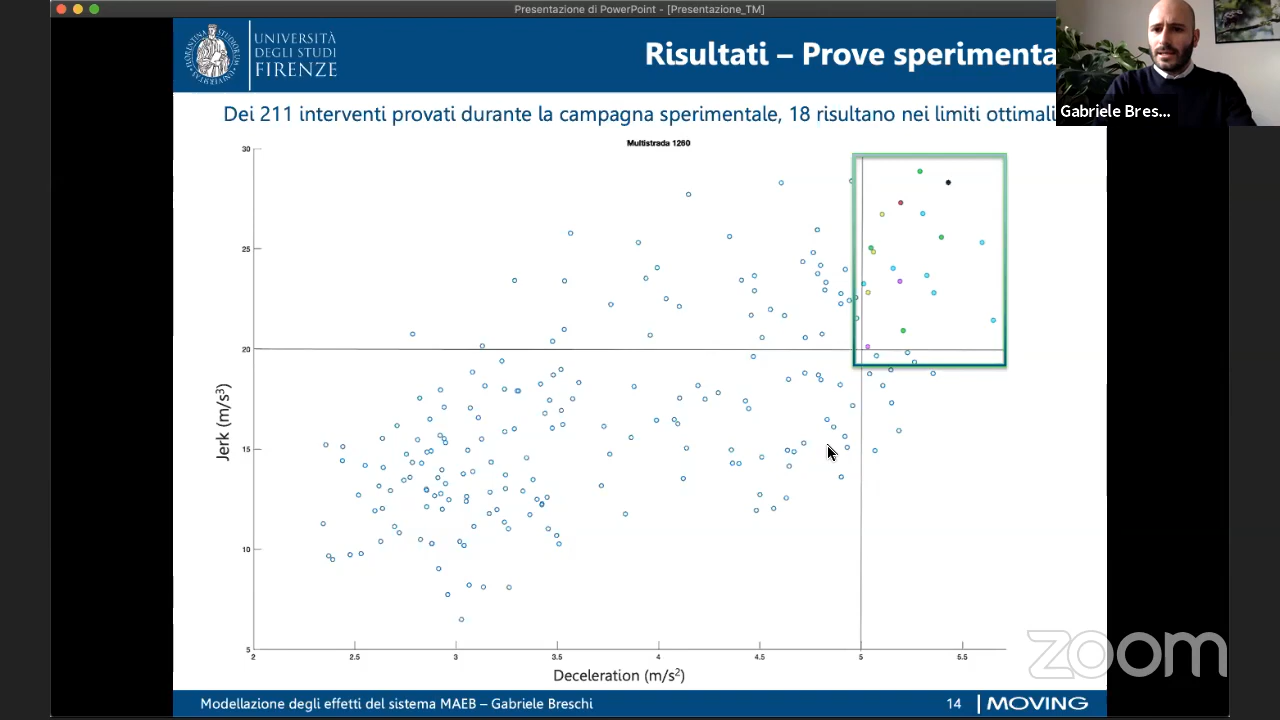 Presentazione di PowerPoint - [Presentazione_TM]
UNIVERSITÀ
DEGLI STUDI
FIRENZE
Risultati – Prove sperimenta
Gabriele Bres...
Dei 211 interventi provati durante la campagna sperimentale, 18 risultano nei limiti ottimali
Multistrada 1260
30
25
20
15
10
5
Jerk (m/s³)
2
2.5
3
3.5
4
4.5
5
5.5
Deceleration (m/s²)
zoom
Modellazione degli effetti del sistema MAEB – Gabriele Breschi
14
MOVING